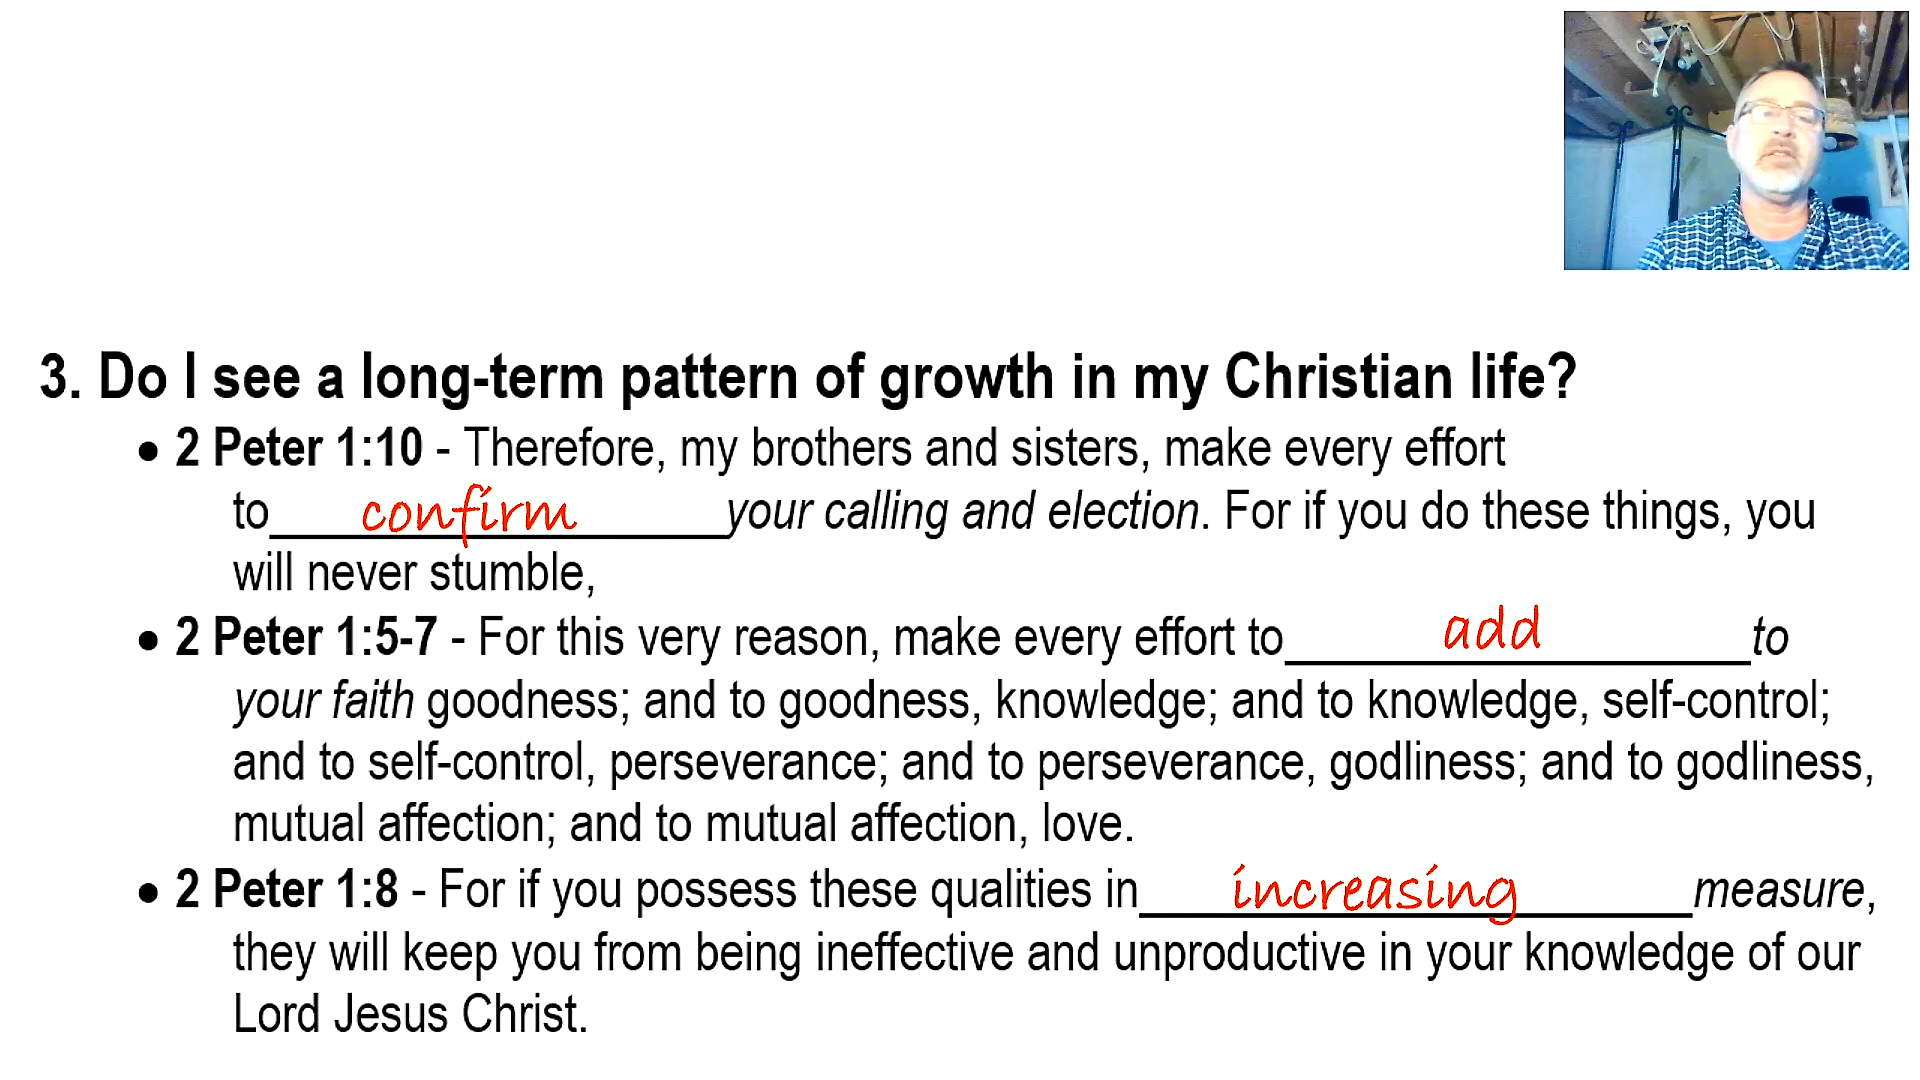 3. Do I see a long-term pattern of growth in my Christian life?
• 2 Peter 1:10 - Therefore, my brothers and sisters, make every effort
to confirm your calling and election. For if you do these things, you
will never stumble,
• 2 Peter 1:5-7 - For this very reason, make every effort to add to
your faith goodness; and to goodness, knowledge; and to knowledge, self-control;
and to self-control, perseverance; and to perseverance, godliness; and to godliness,
mutual affection; and to mutual affection, love.
• 2 Peter 1:8 - For if you possess these qualities in increasing measure,
they will keep you from being ineffective and unproductive in your knowledge of our
Lord Jesus Christ.